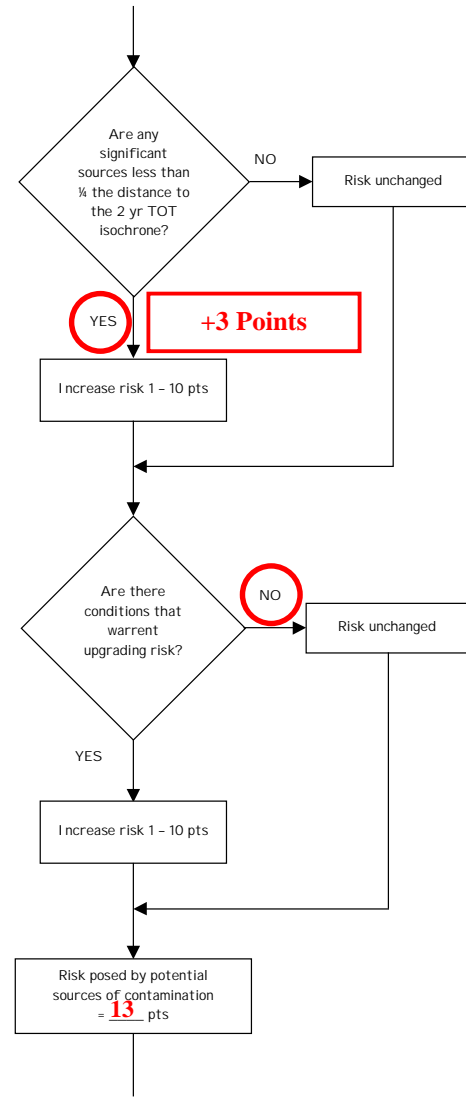 Are any
significant
sources less than
¼ the distance to
the 2 yr TOT
isochrone?
NO
Risk unchanged
YES
+3 Points
Increase risk 1 – 10 pts
Are there
conditions that
warrent
upgrading risk?
NO
Risk unchanged
YES
Increase risk 1 – 10 pts
Risk posed by potential
sources of contamination
= 13 pts